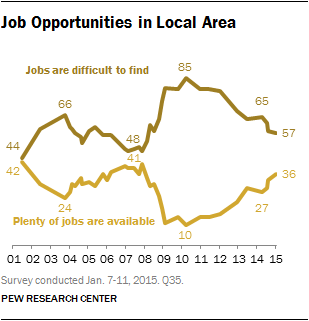 Job Opportunities in Local Area
Jobs are difficult to find
85
66
65
57
44
48
42
41
36
24
27
Plenty of jobs are available
10
01 02 03 04 05 06 07 08 09 10 11 12 13 14 15
Survey conducted Jan. 7-11, 2015. Q35.
PEW RESEARCH CENTER